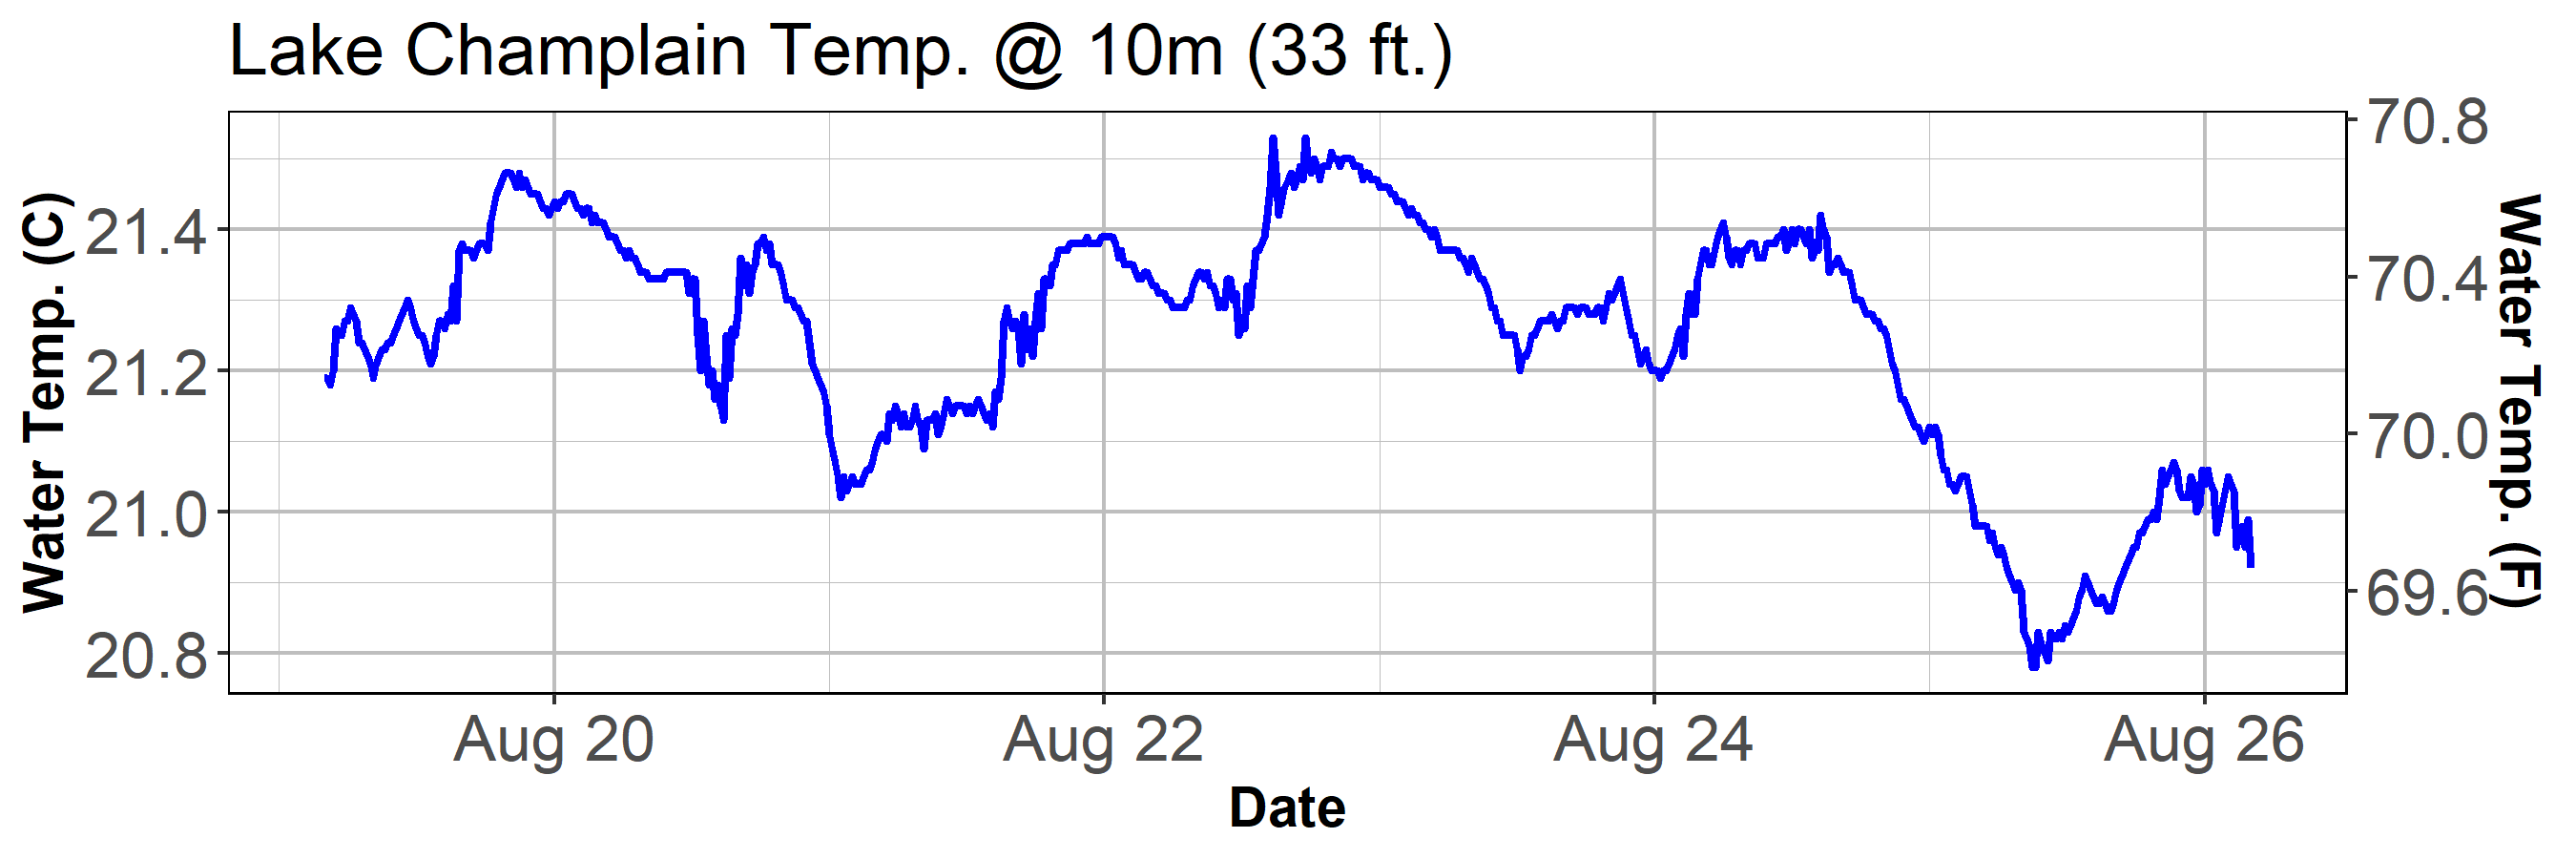 Lake Champlain Temp. @ 10m (33 ft.)
Water Temp. (C)
21.4
21.2
21.0
20.8
70.8
70.4
70.0
69.6
Water Temp. (F)
Aug 20
Aug 22
Aug 24
Aug 26
Date